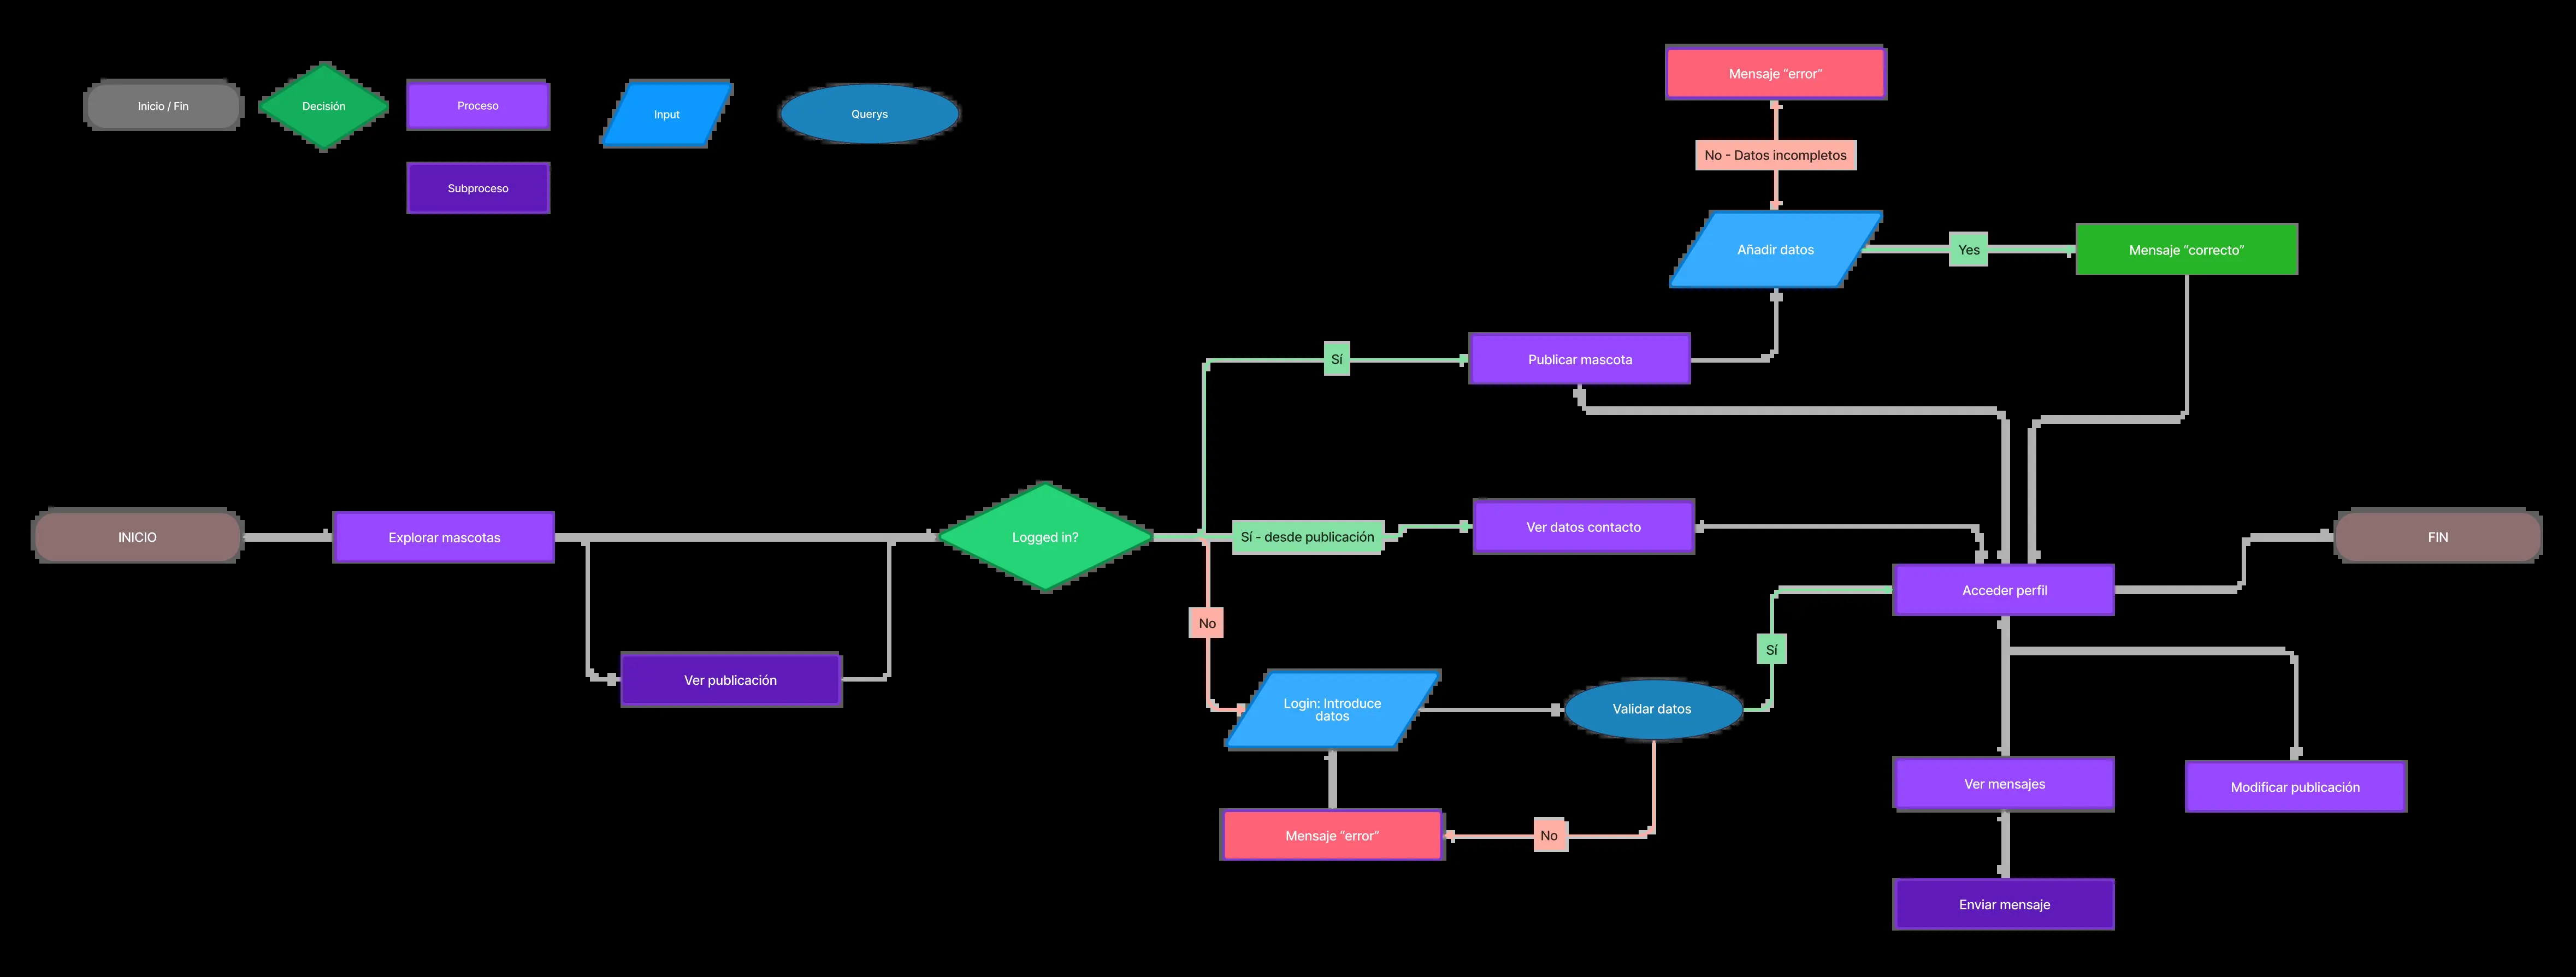 Inicio / Fin
Decisión
Proceso
Input
Querys
Subproceso
Mensaje “error”
No - Datos incompletos
Añadir datos
Yes
Mensaje “correcto”
Sí
Publicar mascota
INICIO
Explorar mascotas
Logged in?
Sí - desde publicación
Ver datos contacto
FIN
Acceder perfil
No
Sí
Ver publicación
Login: Introduce
datos
Validar datos
Ver mensajes
Modificar publicación
Mensaje “error”
No
Enviar mensaje